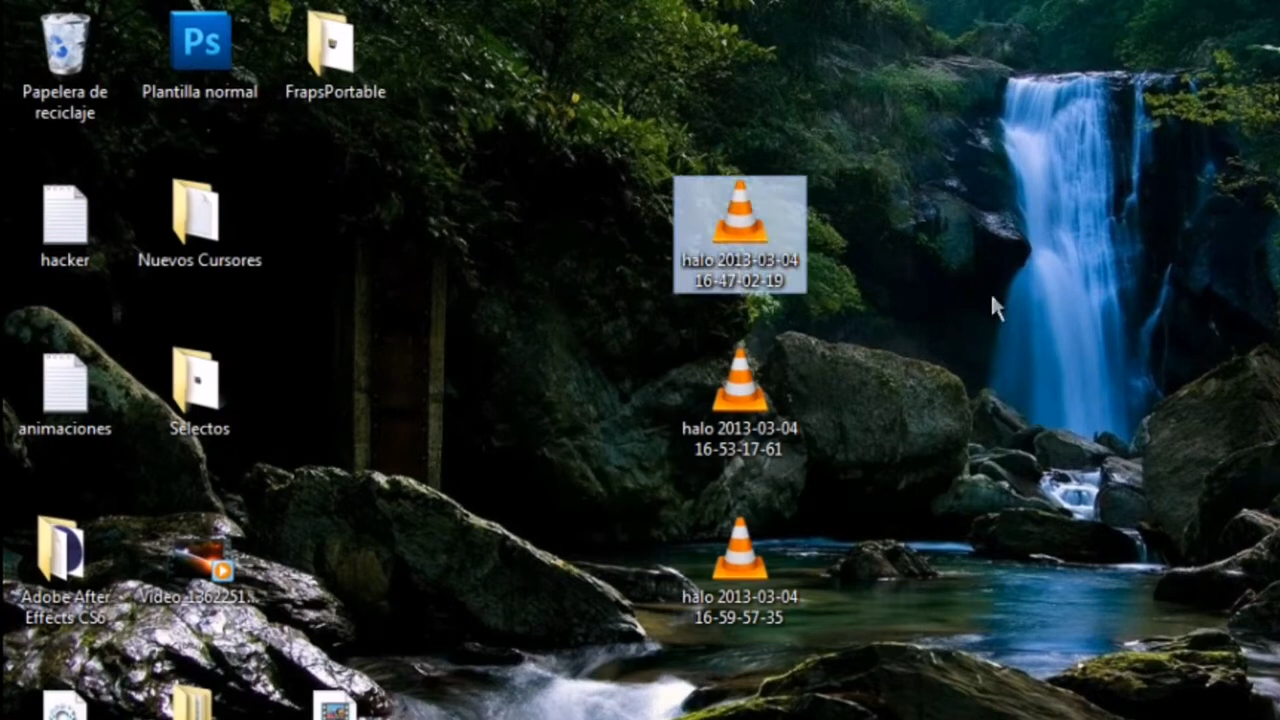 Ps
Papelera de
reciclaje
Plantilla normal
FrapsPortable
hacker
Nuevos Cursores
halo 2013-03-04
16-47-02-19
animaciones
Selectos
halo 2013-03-04
16-53-17-61
Adobe After
Effects CS6
Video 1362251...
halo 2013-03-04
16-59-57-35